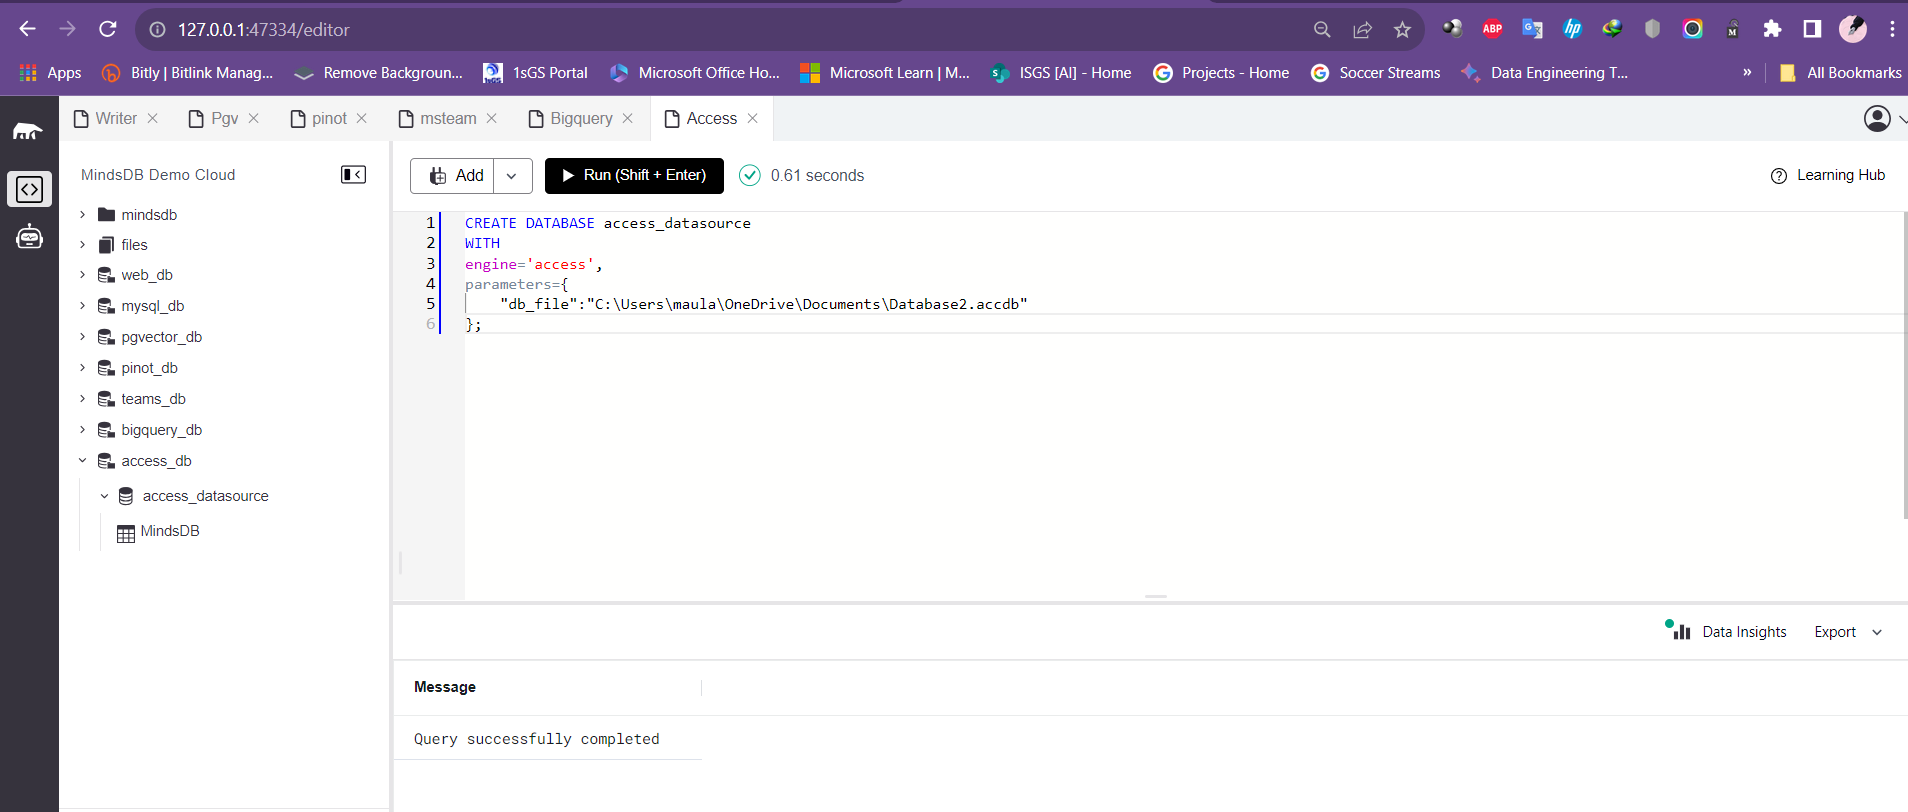 127.0.0.1:47334/editor
ABP
Apps
Bitly | Bitlink Manag...
Remove Backgroun...
1sGS Portal
Microsoft Office Ho...
Microsoft Learn | M...
ISGS [AI] - Home
Projects - Home
Soccer Streams
Data Engineering T...
»
All Bookmarks
Writer
Pgv
pinot
msteam
Bigquery
Access
MindsDB Demo Cloud
Add
Run (Shift + Enter)
0.61 seconds
Learning Hub
mindsdb
files
web_db
mysql_db
pgvector_db
pinot_db
teams_db
bigquery_db
access_db
access_datasource
MindsDB
1 CREATE DATABASE access_datasource
2 WITH
3 engine='access',
4 parameters={
5 "db_file":"C:\Users\maula\OneDrive\Documents\Database2.accdb"
6 };
Data Insights
Export
Message
Query successfully completed